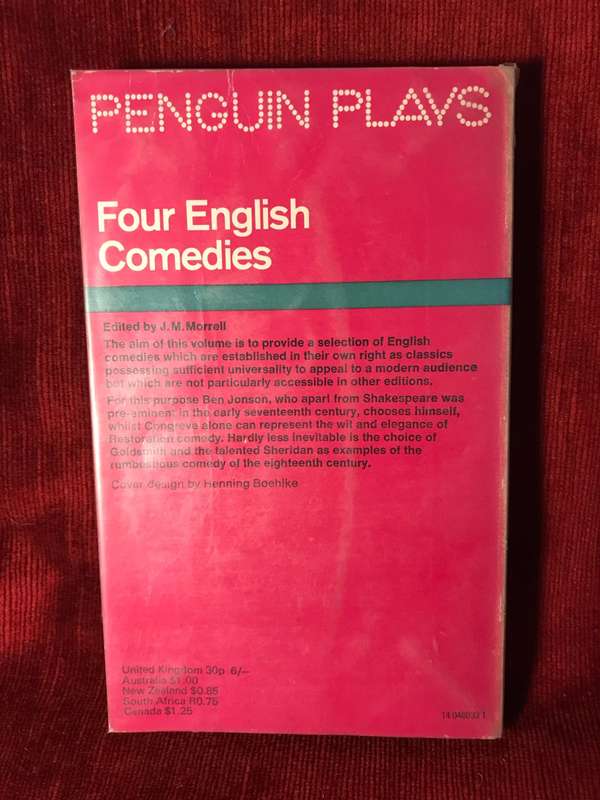 PENGUIN PLAYS
Four English
Comedies
Edited by J.M.Morrell
The aim of this volume is to provide a selection of English
comedies which are established in their own right as classics
possessing sufficient universality to appeal to a modern audience
but which are not particularly accessible in other editions.
For this purpose Ben Jonson, who apart from Shakespeare was
pre-eminent in the early seventeenth century, chooses himself,
whilst Congreve alone can represent the wit and elegance of
Restoration comedy. Hardly less inevitable is the choice of
Goldsmith and the talented Sheridan as examples of the
rumbustious comedy of the eighteenth century.
Cover design by Henning Boehlke
United Kingdom 30p 6/–
Australia $1.00
New Zealand $0.85
South Africa R0.75
Canada $1.25